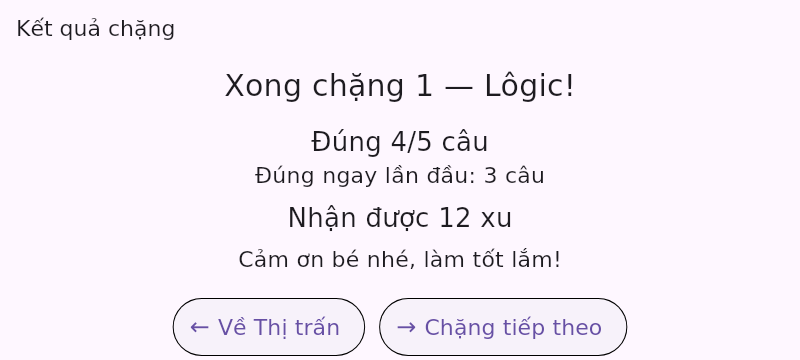 Kết quả chặng
Xong chặng 1 — Lôgic!
Đúng 4/5 câu
Đúng ngay lần đầu: 3 câu
Nhận được 12 xu
Cảm ơn bé nhé, làm tốt lắm!
← Về Thị trấn
→ Chặng tiếp theo